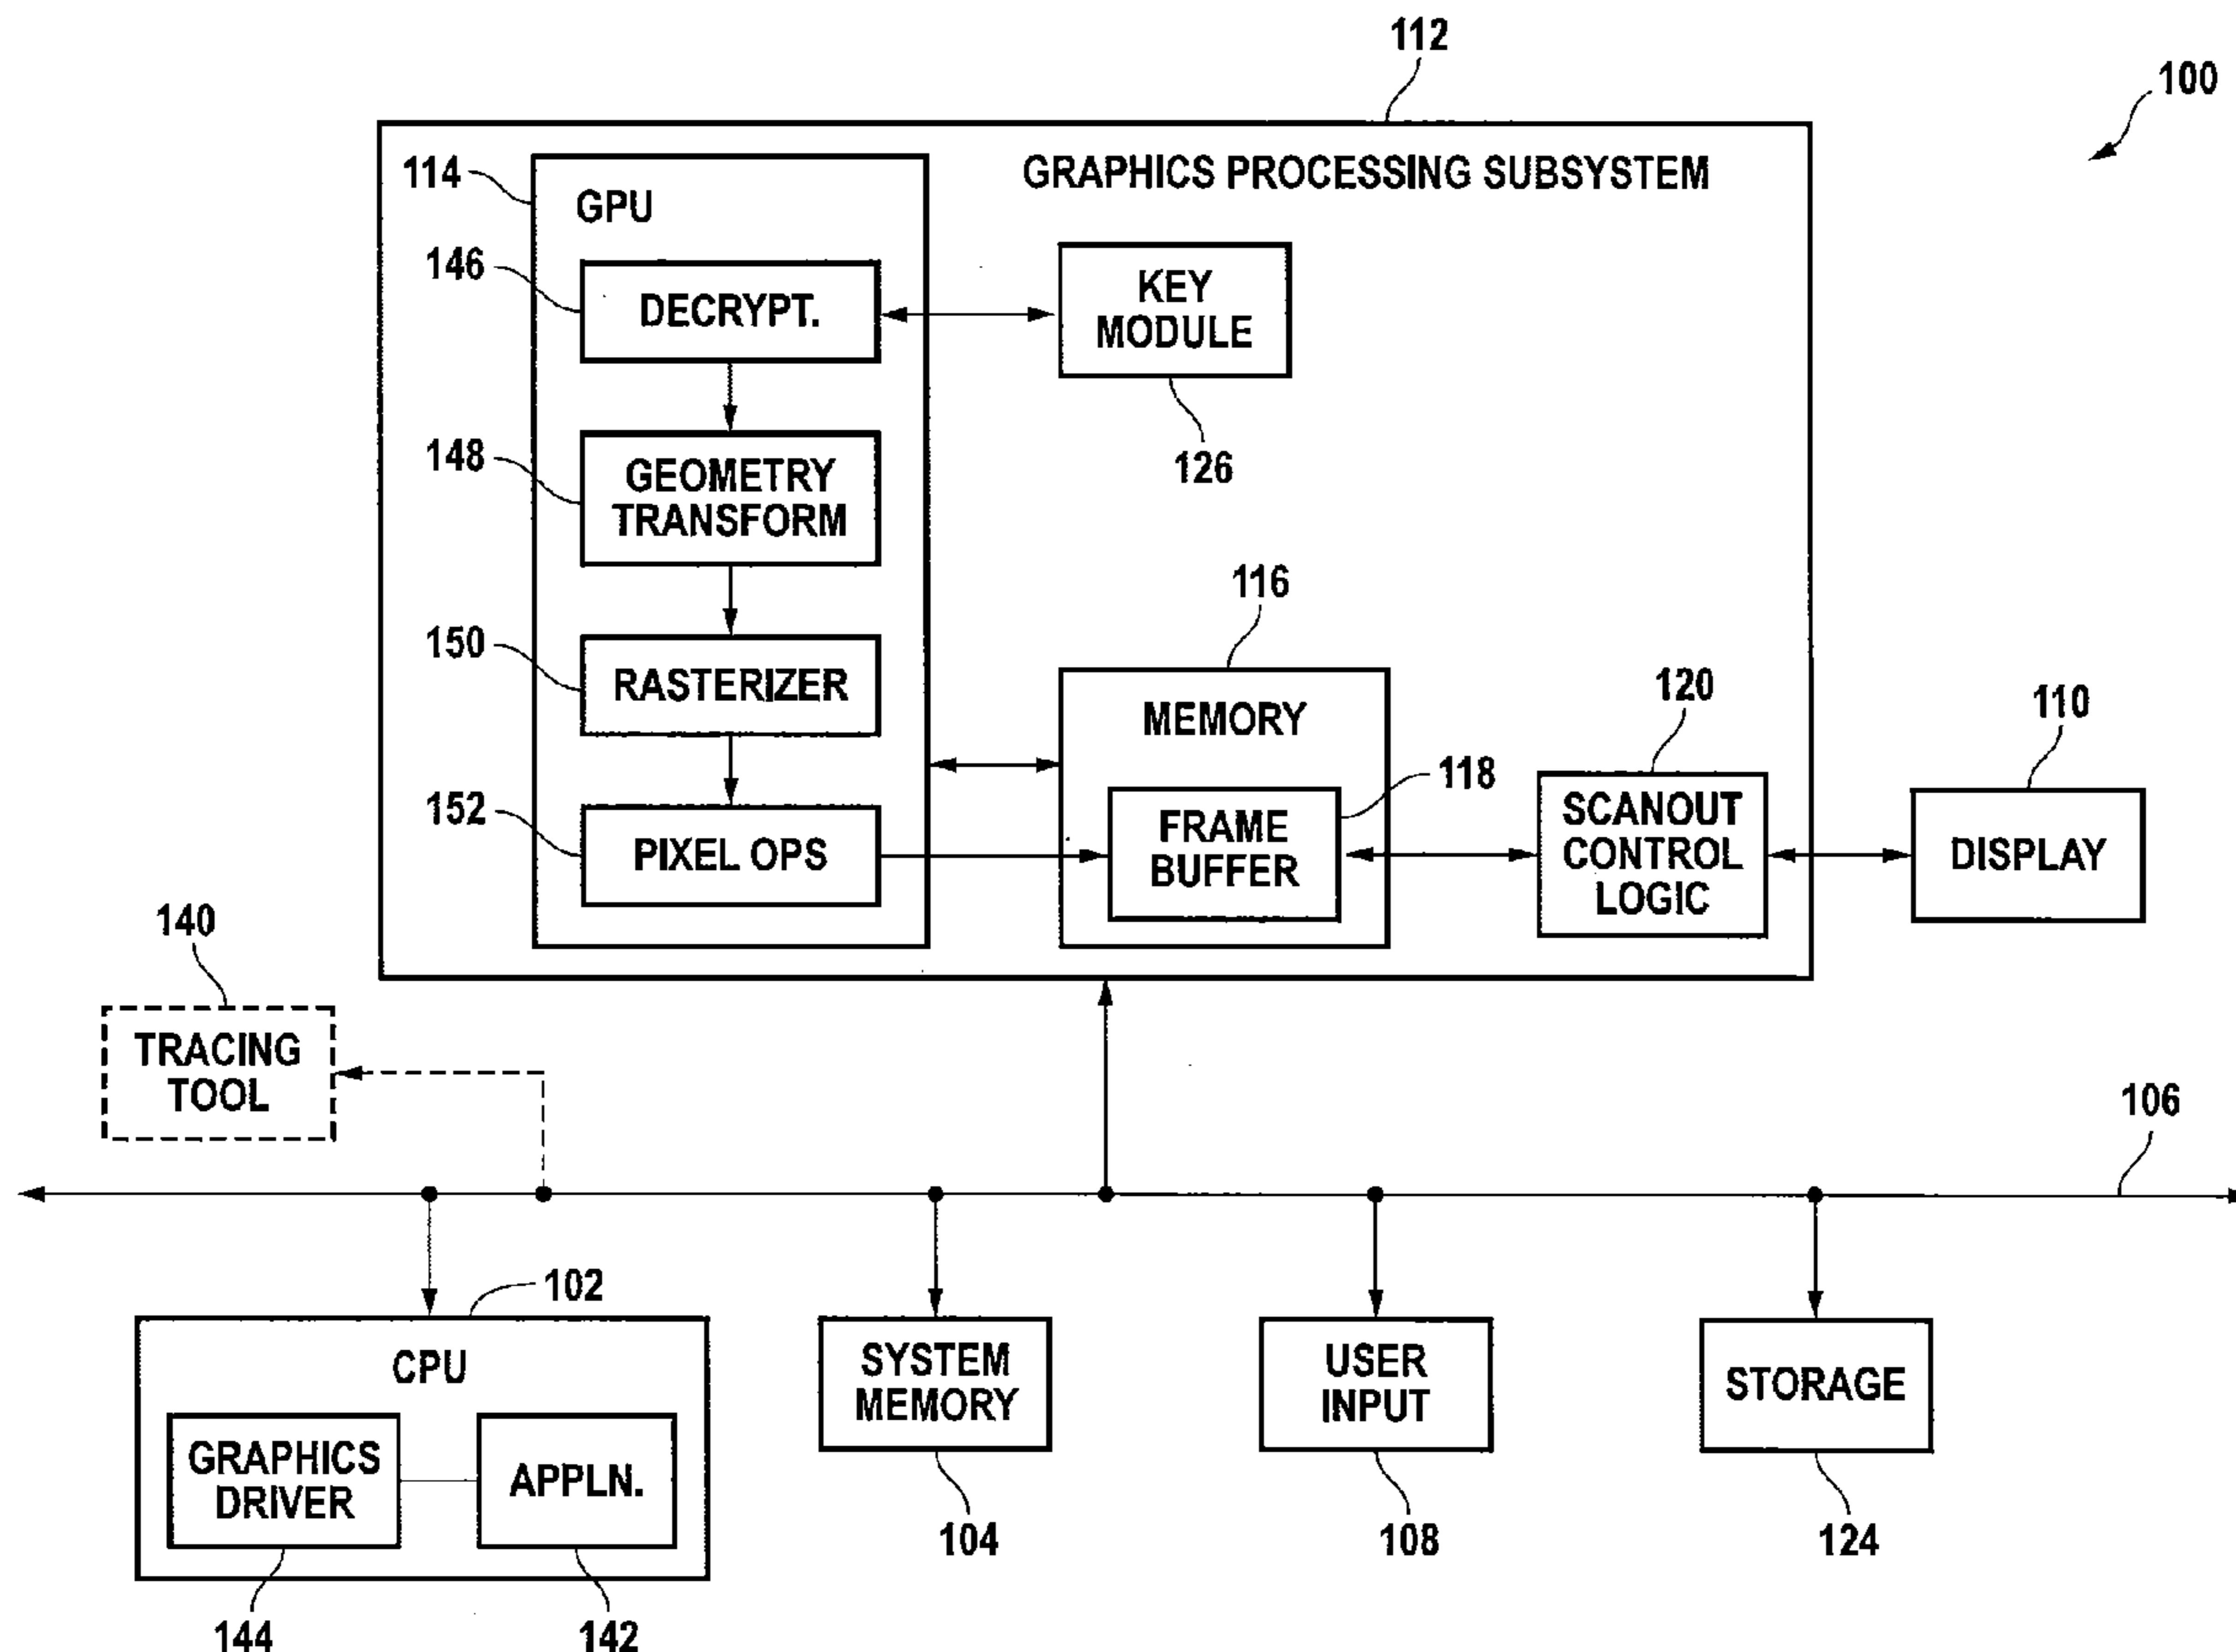 112
100
114
GRAPHICS PROCESSING SUBSYSTEM
GPU
146
DECRYPT.
KEY
MODULE
126
148
GEOMETRY
TRANSFORM
116
150
RASTERIZER
MEMORY
120
110
118
152
PIXEL OPS
FRAME
BUFFER
SCANOUT
CONTROL
LOGIC
DISPLAY
140
TRACING
TOOL
106
102
CPU
GRAPHICS
DRIVER
APPLN.
144
142
SYSTEM
MEMORY
104
USER
INPUT
108
STORAGE
124